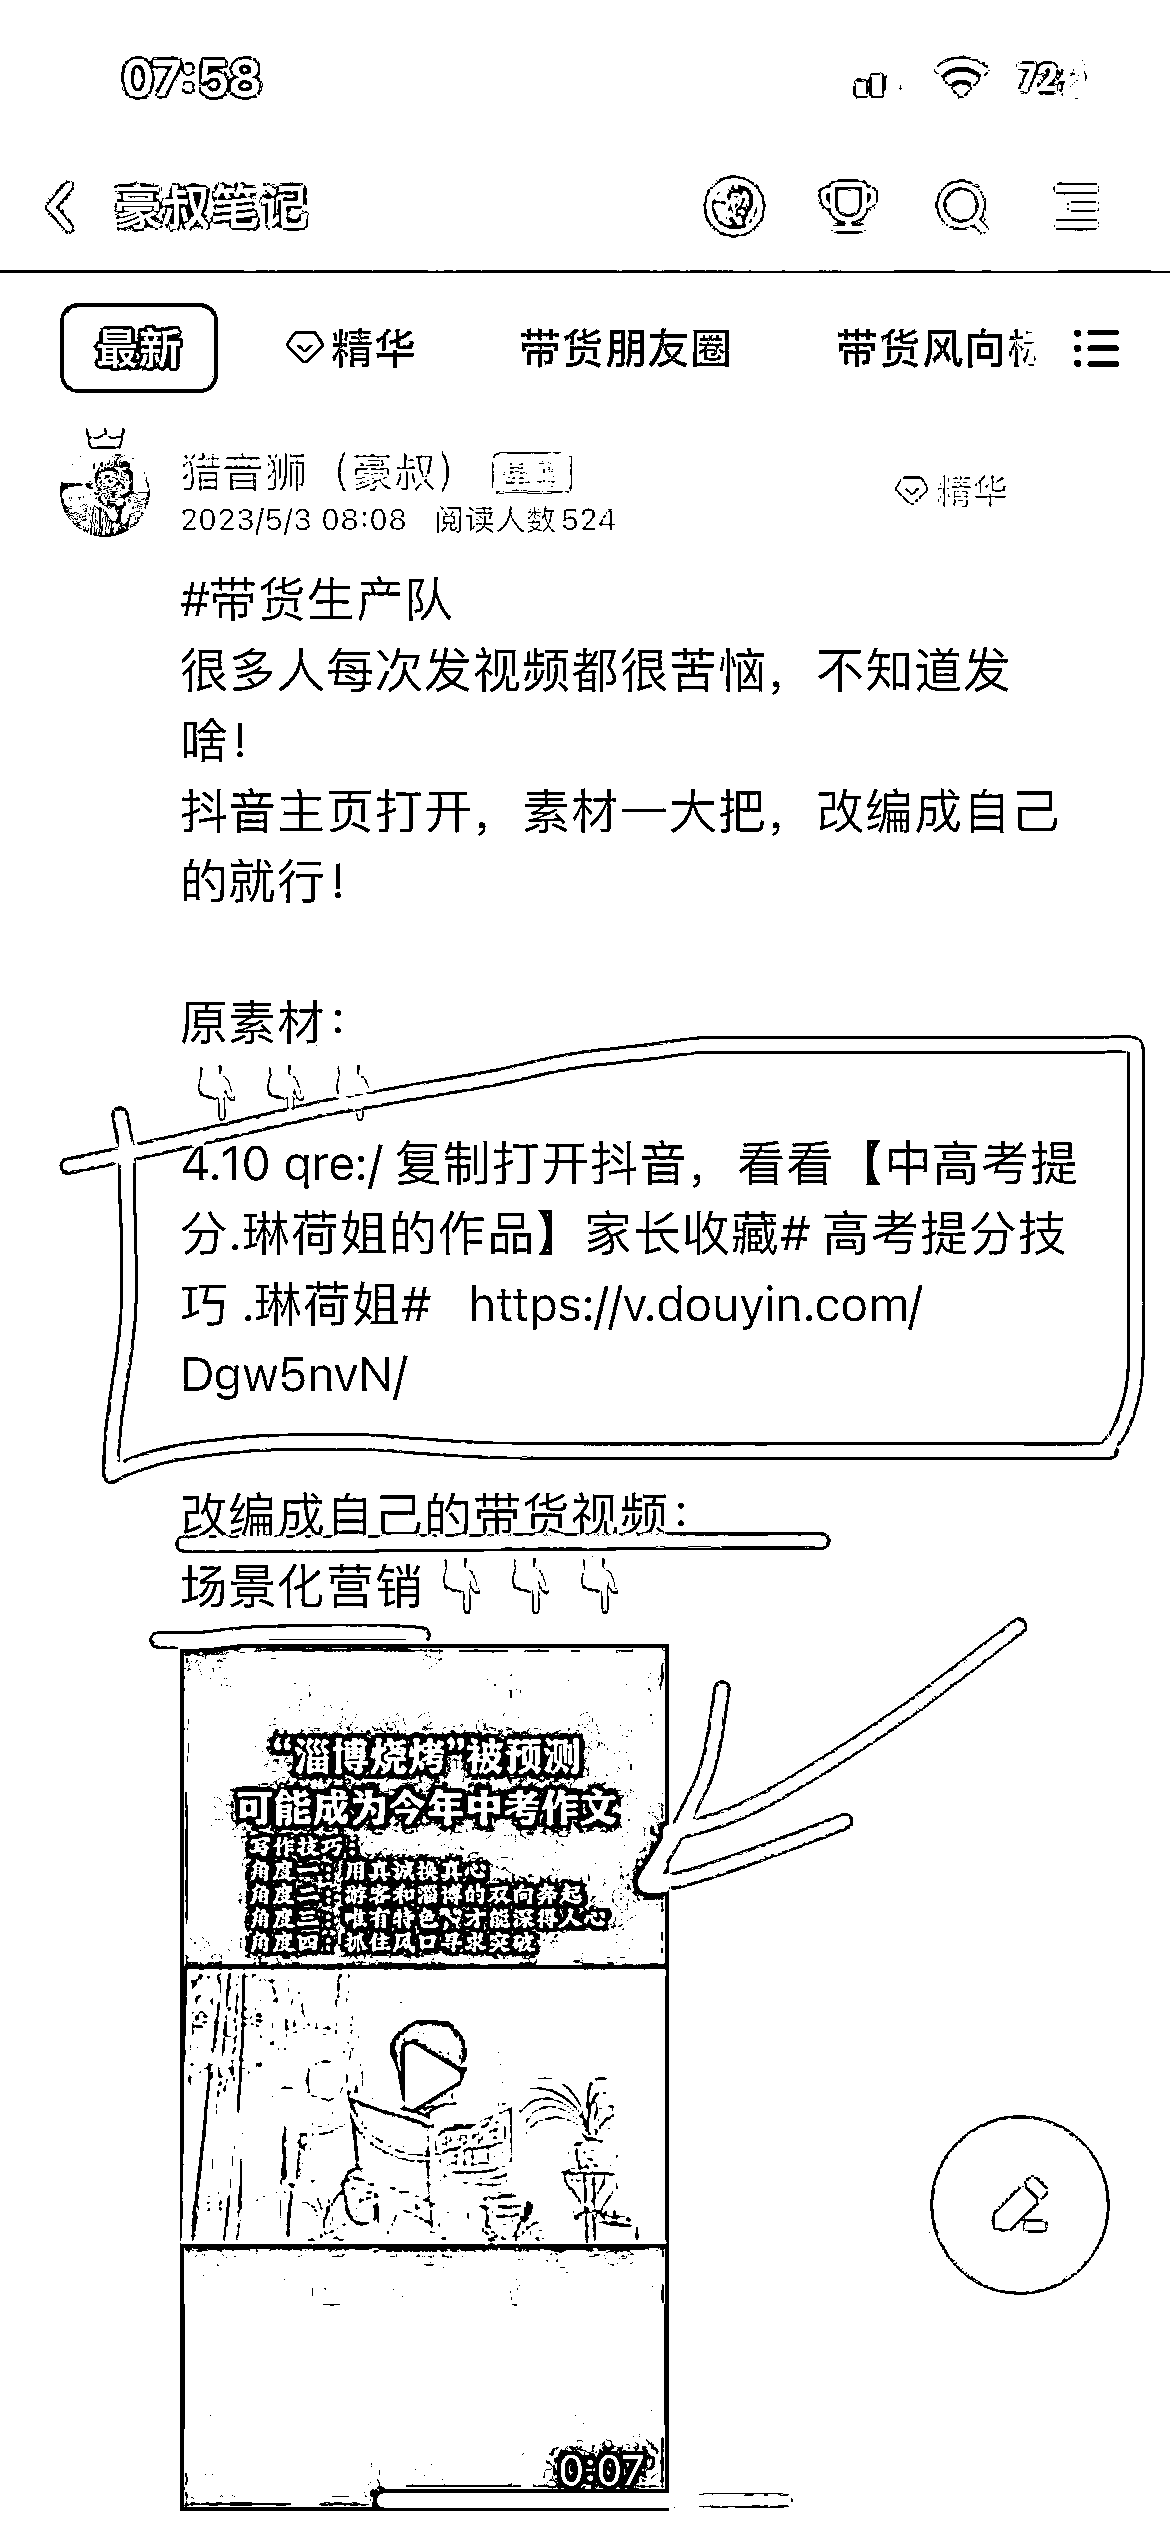 07:58
72
豪叔笔记
最新 精华 带货朋友圈 带货风向标
猎音狮（豪叔） 星主
精华
2023/5/3 08:08 阅读人数524
#带货生产队
很多人每次发视频都很苦恼，不知道发
啥！
抖音主页打开，素材一大把，改编成自己
的就行！
原素材：
4.10 qre:/ 复制打开抖音，看看【中高考提
分.琳荷姐的作品】家长收藏# 高考提分技
巧 .琳荷姐# https://v.douyin.com/
Dgw5nvN/
改编成自己的带货视频：
场景化营销
“淄博烧烤”被预测
可能成为今年中考作文
写作技巧：
角度一：用真诚换真心
角度二：游客和淄博的双向奔起
角度三：唯有特色 才能深得人心
角度四：抓住风口寻求突破
0:07